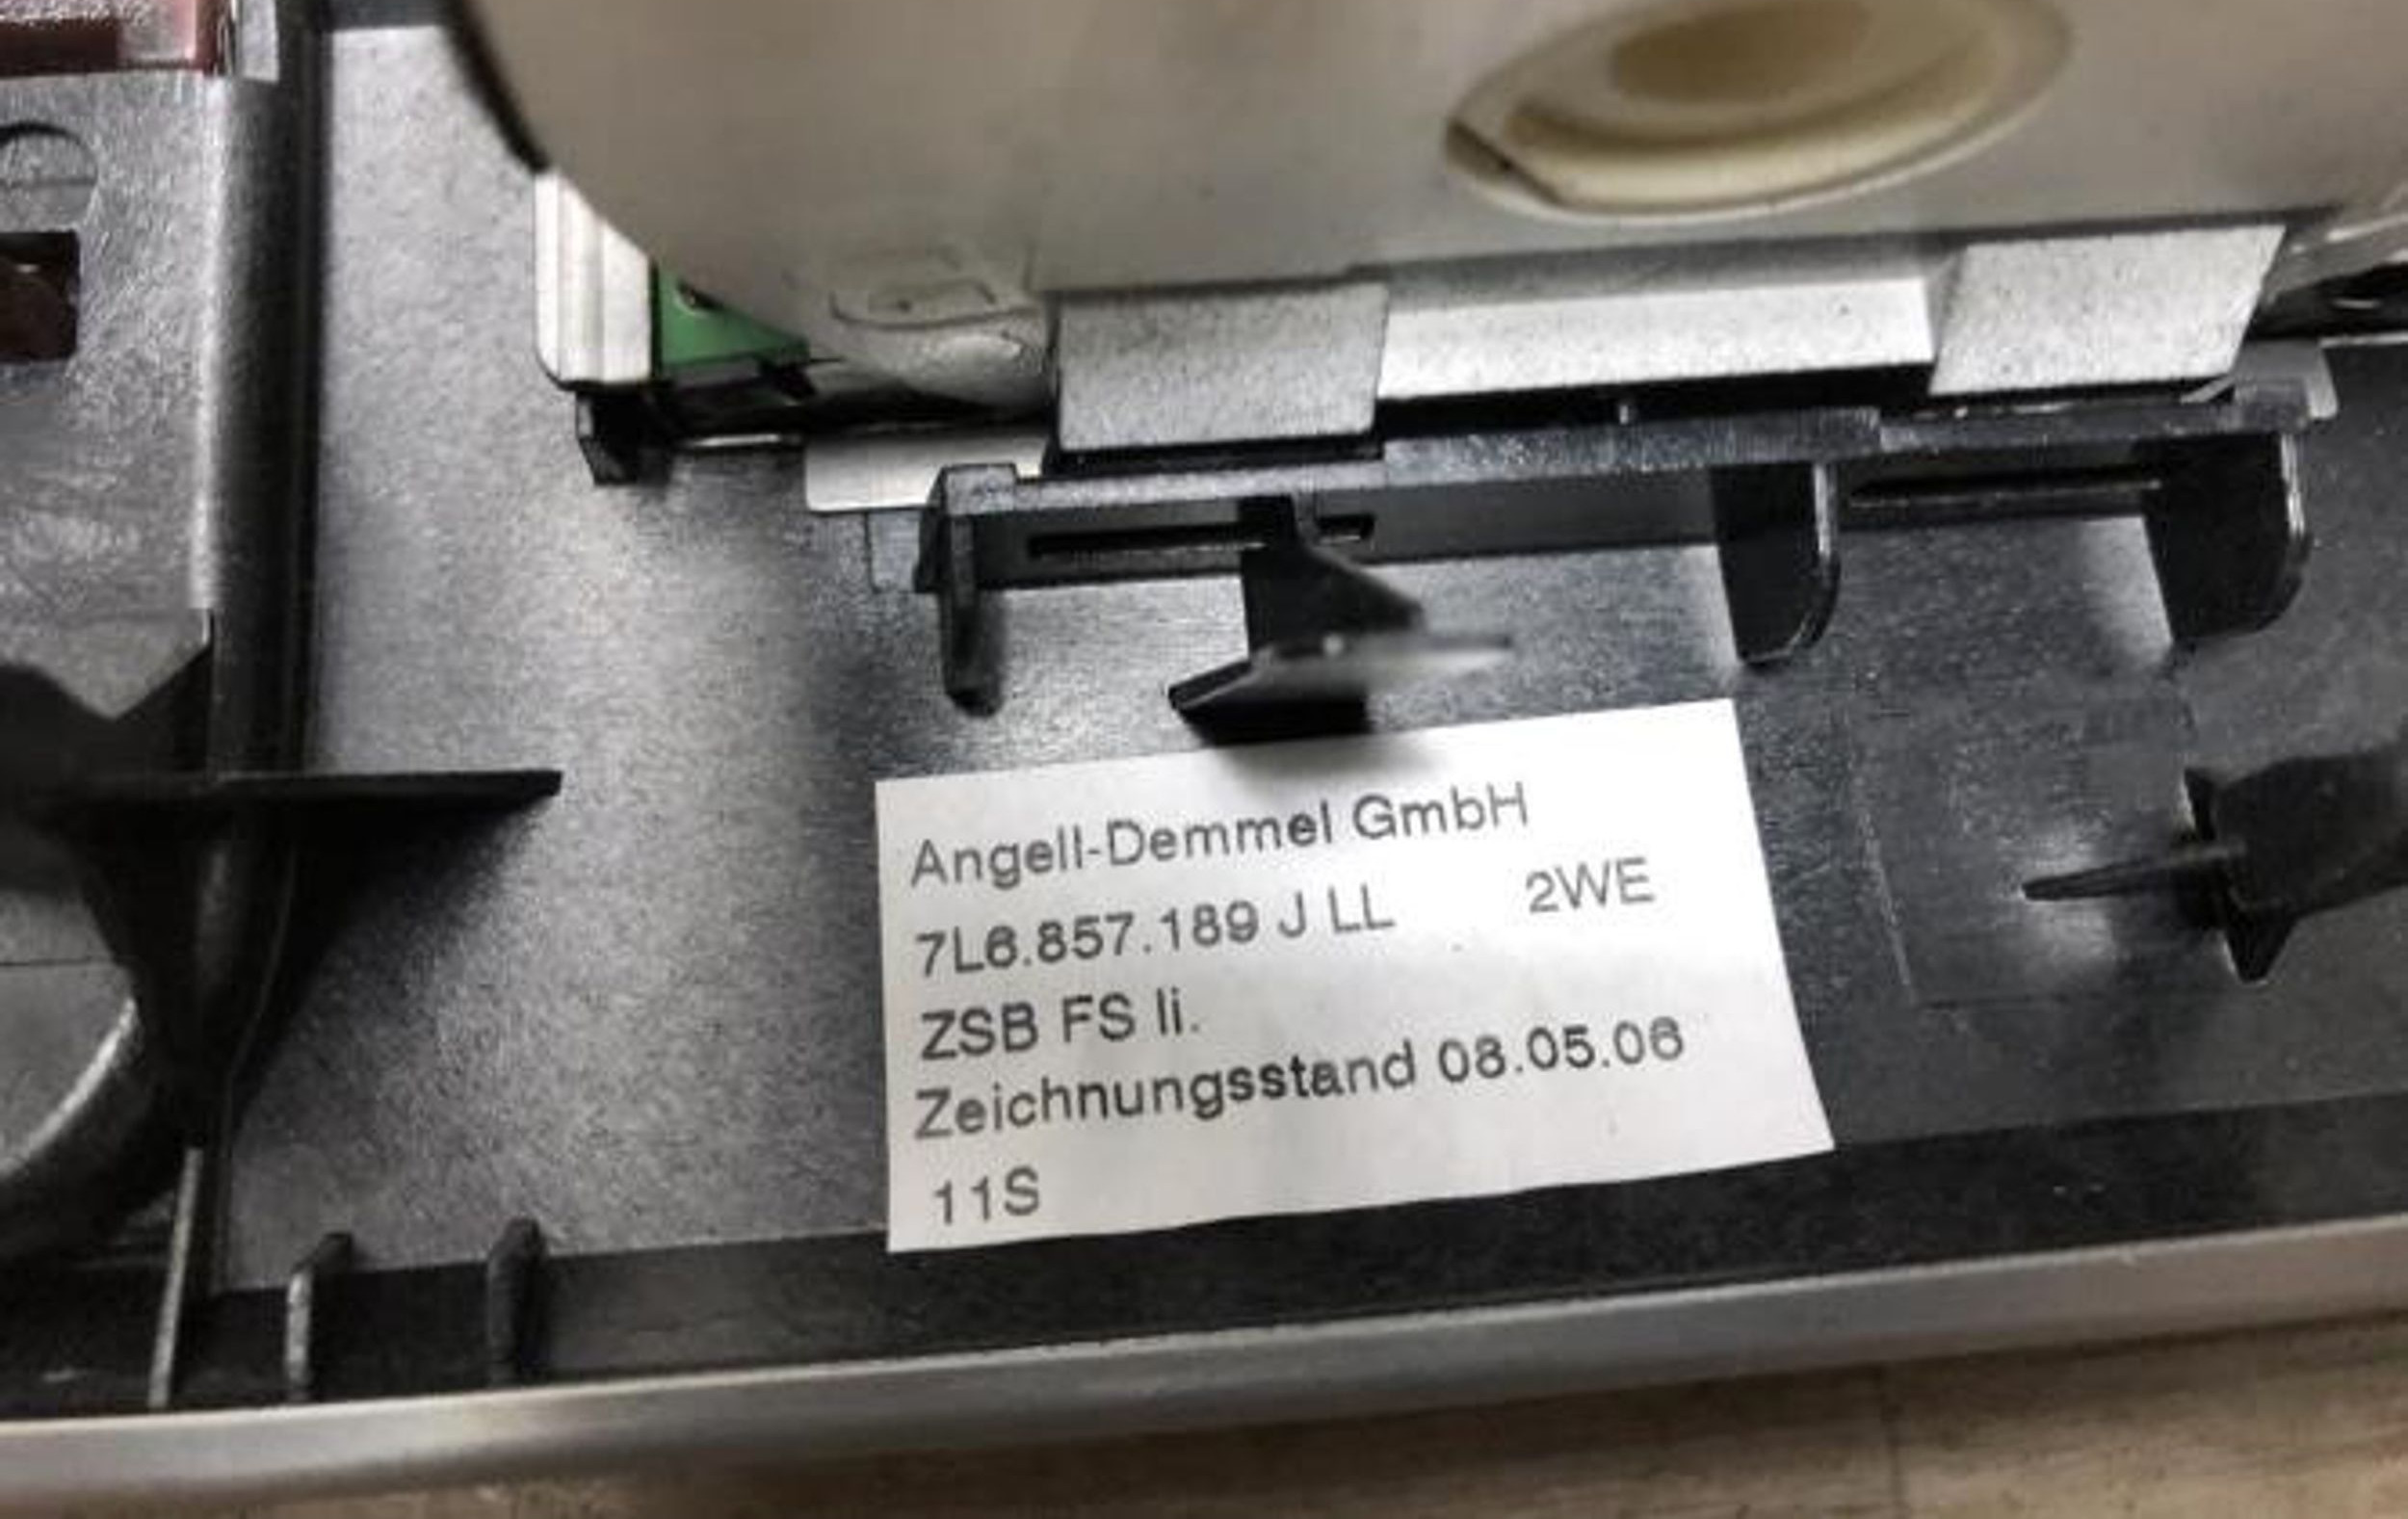 Angell-Demmel GmbH
7L6.857.189 J LL 2WE
ZSB FS li.
Zeichnungsstand 08.05.06
11S